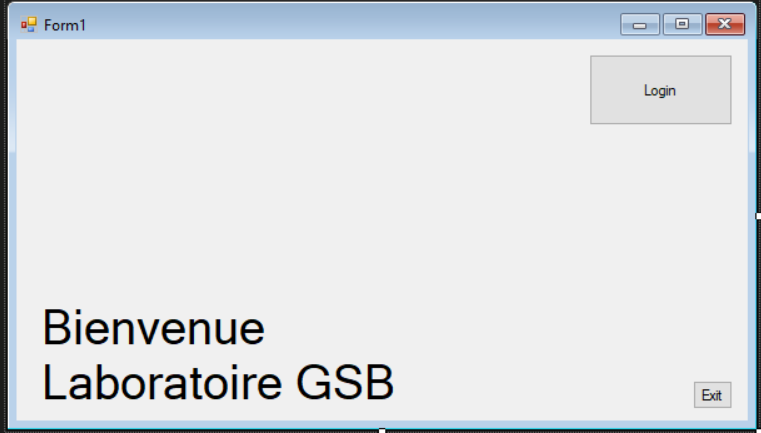 Form1
Login
Bienvenue
Laboratoire GSB
Exit